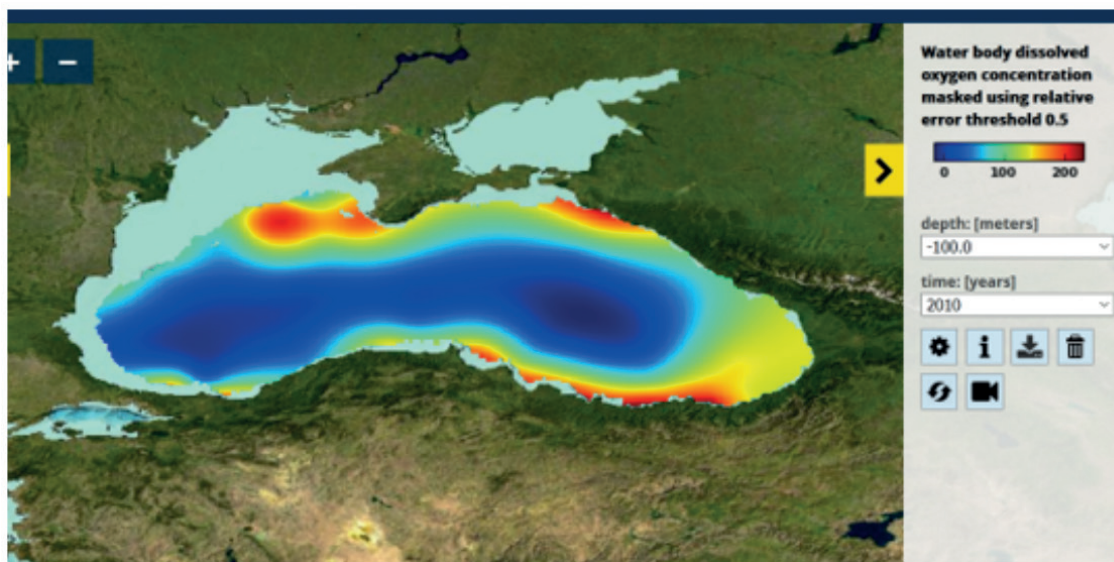 + −
Water body dissolved
oxygen concentration
masked using relative
error threshold 0.5
0 100 200
depth: [meters]
-100.0
time: [years]
2010